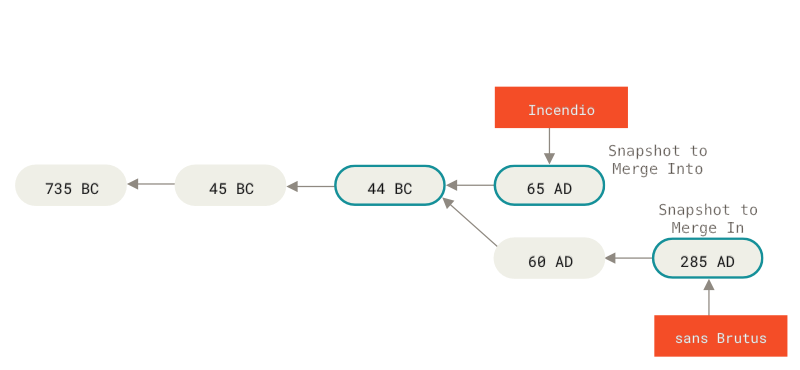 Incendio
Snapshot to
Merge Into
735 BC
45 BC
44 BC
65 AD
Snapshot to
Merge In
60 AD
285 AD
sans Brutus